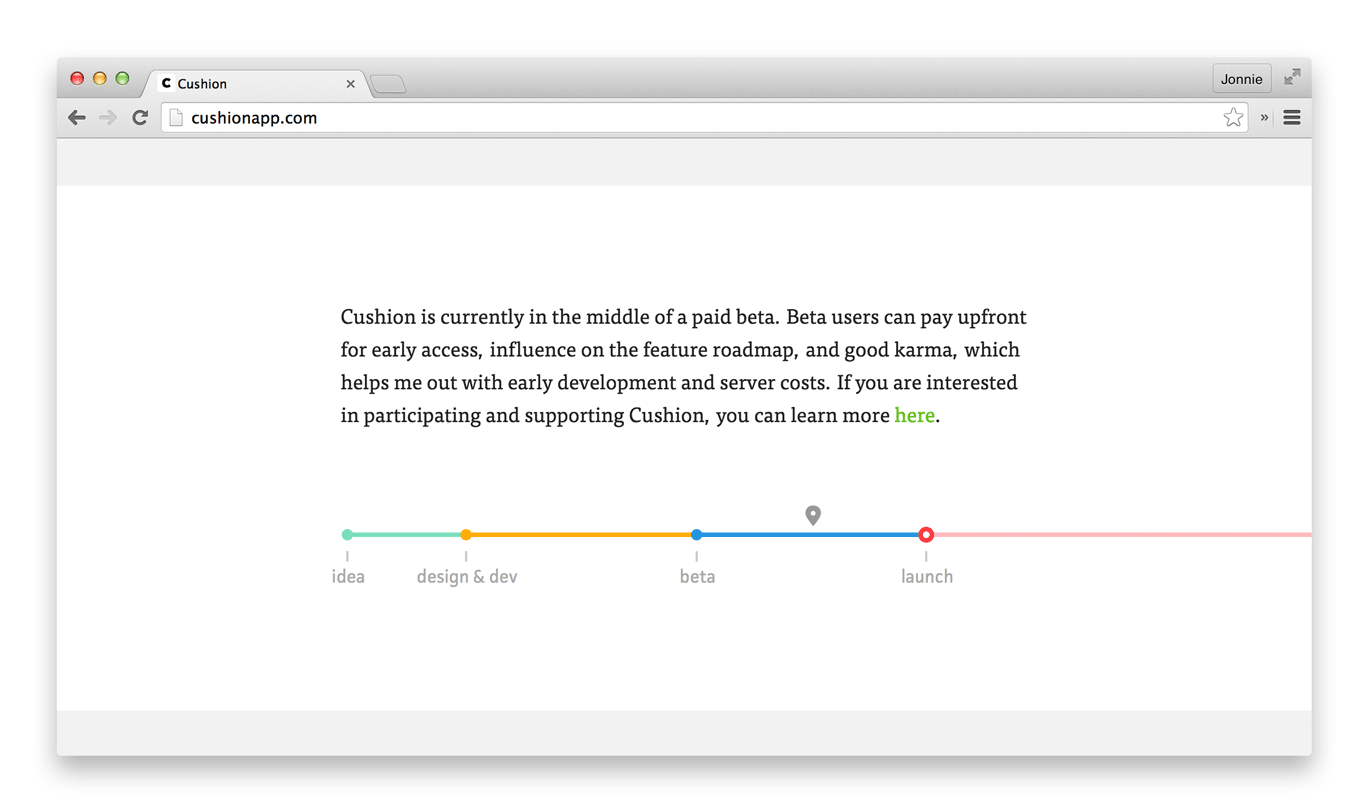 Cushion
Jonnie
cushionapp.com
Cushion is currently in the middle of a paid beta. Beta users can pay upfront
for early access, influence on the feature roadmap, and good karma, which
helps me out with early development and server costs. If you are interested
in participating and supporting Cushion, you can learn more here.
idea
design & dev
beta
launch